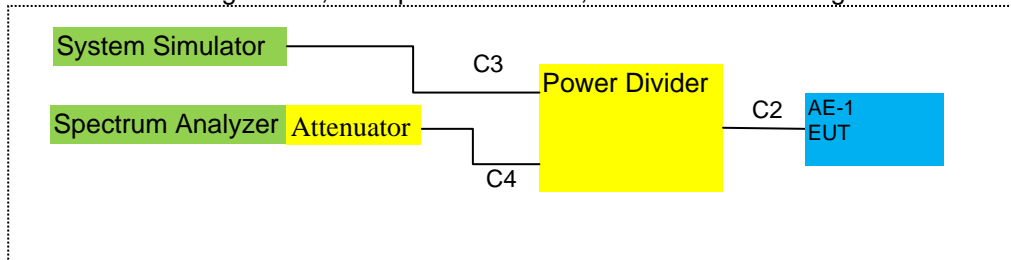 System Simulator
C3
Power Divider
Spectrum Analyzer
Attenuator
C2
AE-1
EUT
C4